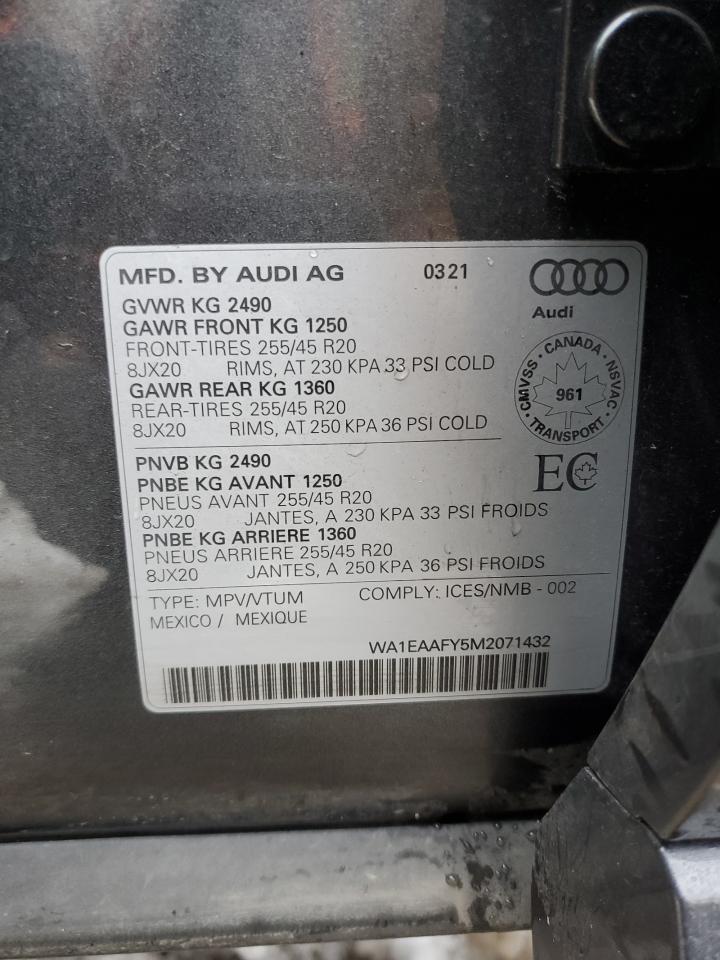 MFD. BY AUDI AG 0321
Audi
GVWR KG 2490
GAWR FRONT KG 1250
FRONT-TIRES 255/45 R20
8JX20 RIMS, AT 230 KPA 33 PSI COLD
GAWR REAR KG 1360
REAR-TIRES 255/45 R20
8JX20 RIMS, AT 250 KPA 36 PSI COLD
CMVSS · CANADA · NSVAC · TRANSPORT ·
961
PNVB KG 2490
PNBE KG AVANT 1250
PNEUS AVANT 255/45 R20
8JX20 JANTES, A 230 KPA 33 PSI FROIDS
PNBE KG ARRIERE 1360
PNEUS ARRIERE 255/45 R20
8JX20 JANTES, A 250 KPA 36 PSI FROIDS
EC
TYPE: MPV/VTUM COMPLY: ICES/NMB - 002
MEXICO / MEXIQUE
WA1EAAFY5M2071432